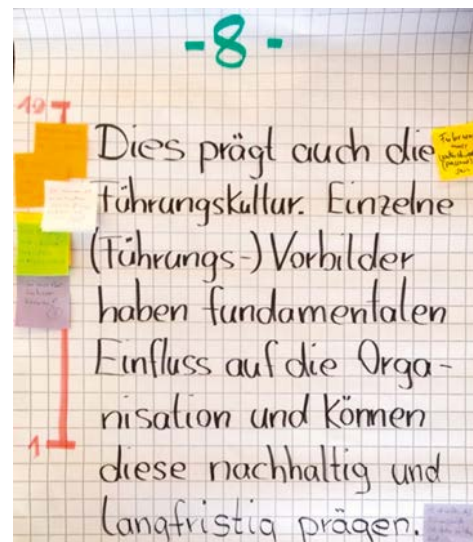 - 8 -
10
Dies prägt auch die
Führungskultur. Einzelne
(Führungs-) Vorbilder
haben fundamentalen
Einfluss auf die Orga-
nisation und können
1
diese nachhaltig und
langfristig prägen.